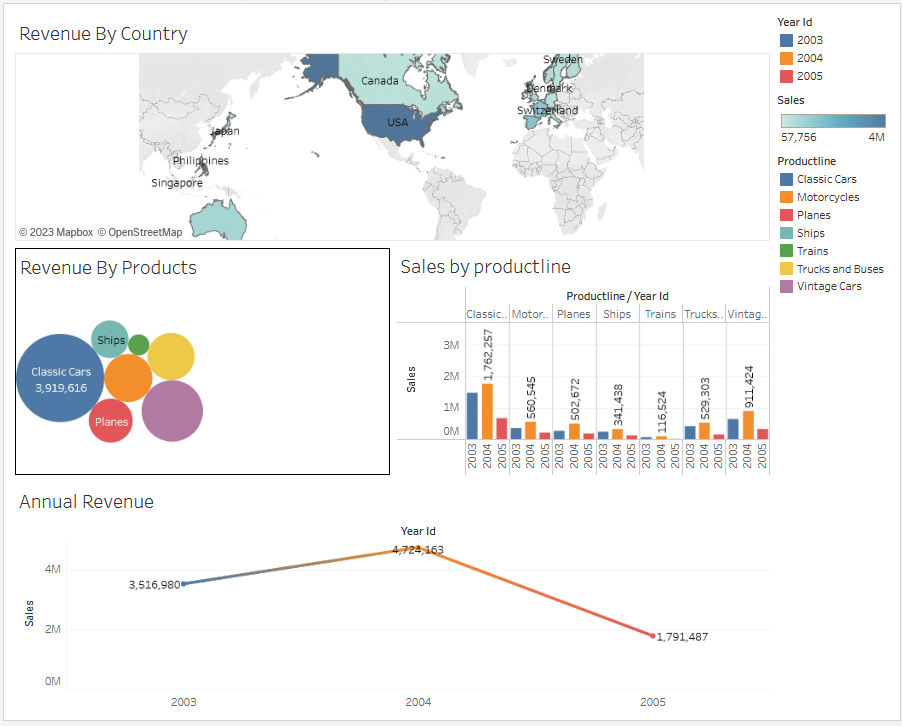 Revenue By Country
Canada
USA
Sweden
Denmark
Switzerland
Japan
Philippines
Singapore
© 2023 Mapbox © OpenStreetMap
Year Id
2003
2004
2005
Sales
57,756 4M
Productline
Classic Cars
Motorcycles
Planes
Ships
Trains
Trucks and Buses
Vintage Cars
Revenue By Products
Ships
Classic Cars
3,919,616
Planes
Sales by productline
Productline / Year Id
Classic.. Motor.. Planes Ships Trains Trucks.. Vintag..
Sales
3M
2M
1M
0M
1,762,257
560,545
502,672
341,438
116,524
529,303
911,424
2003 2004 2005 2003 2004 2005 2003 2004 2005 2003 2004 2005 2003 2004 2005 2003 2004 2005 2003 2004 2005
Annual Revenue
Year Id
Sales
4M
2M
0M
3,516,980
4,724,163
1,791,487
2003 2004 2005